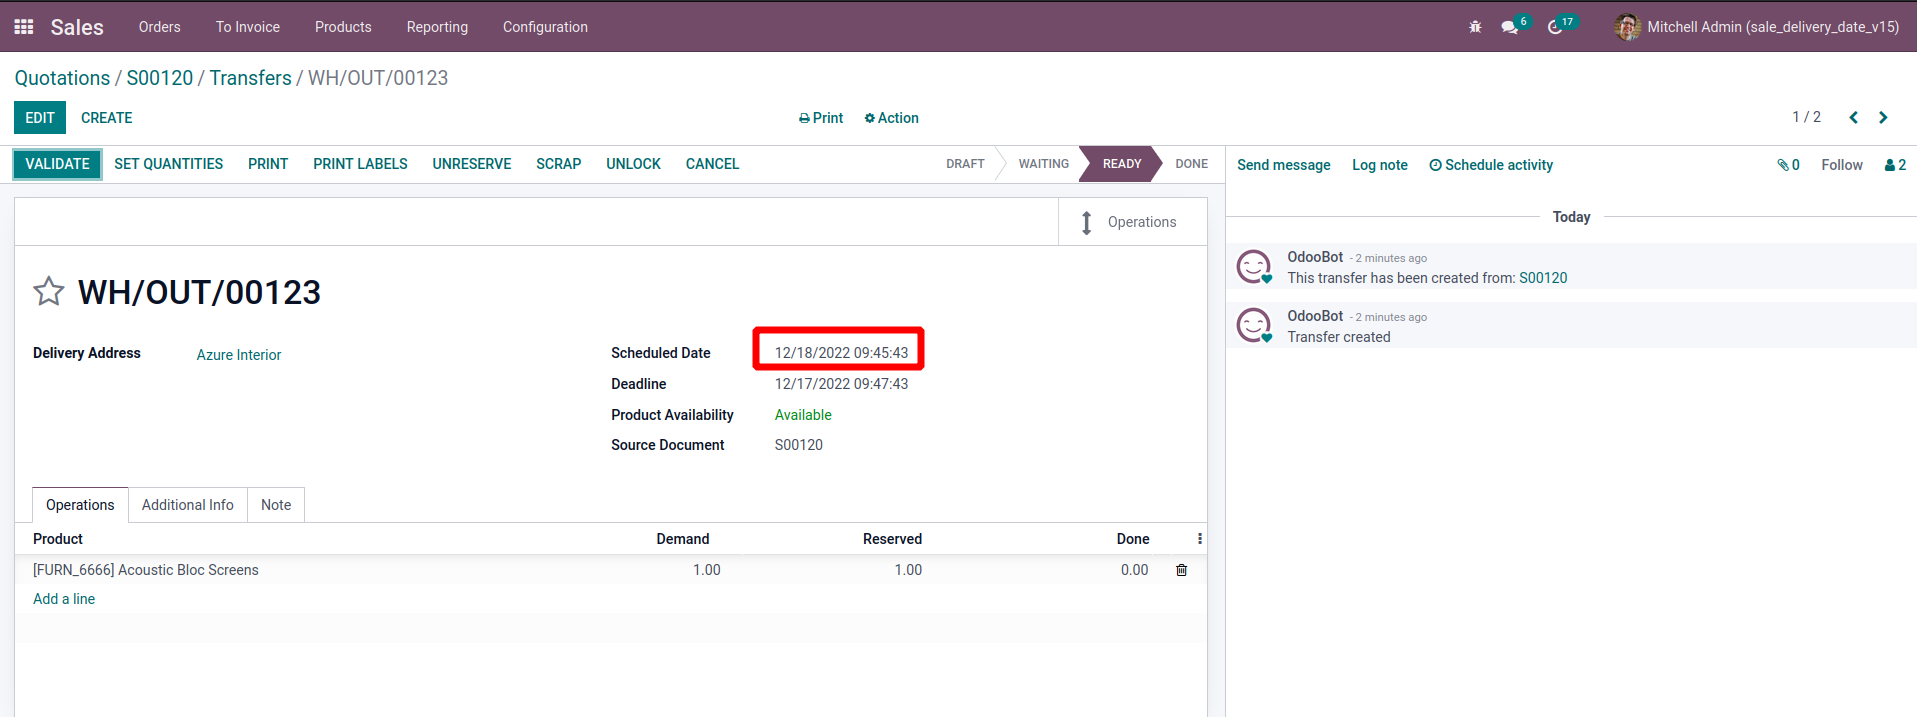 Sales Orders To Invoice Products Reporting Configuration 6 17 Mitchell Admin (sale_delivery_date_v15)
Quotations / S00120 / Transfers / WH/OUT/00123
EDIT CREATE Print Action 1 / 2
VALIDATE SET QUANTITIES PRINT PRINT LABELS UNRESERVE SCRAP UNLOCK CANCEL DRAFT WAITING READY DONE
Send message Log note Schedule activity 0 Follow 2
Operations
Today
WH/OUT/00123
OdooBot - 2 minutes ago
This transfer has been created from: S00120
OdooBot - 2 minutes ago
Transfer created
Delivery Address Azure Interior
Scheduled Date 12/18/2022 09:45:43
Deadline 12/17/2022 09:47:43
Product Availability Available
Source Document S00120
Operations Additional Info Note
Product Demand Reserved Done
[FURN_6666] Acoustic Bloc Screens 1.00 1.00 0.00
Add a line